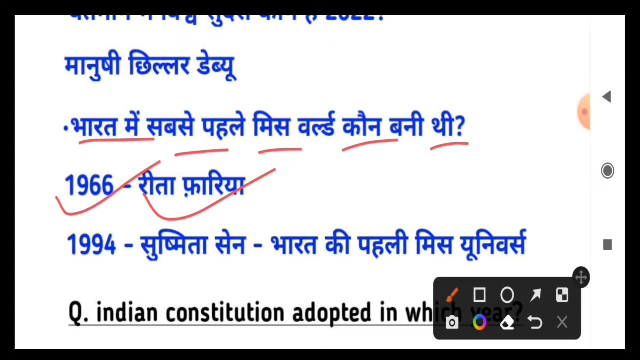 मानुषी छिल्लर डेब्यू
·भारत में सबसे पहले मिस वर्ल्ड कौन बनी थी?
1966 - रीता फ़ारिया
1994 - सुष्मिता सेन - भारत की पहली मिस यूनिवर्स
Q. indian constitution adopted in which year?